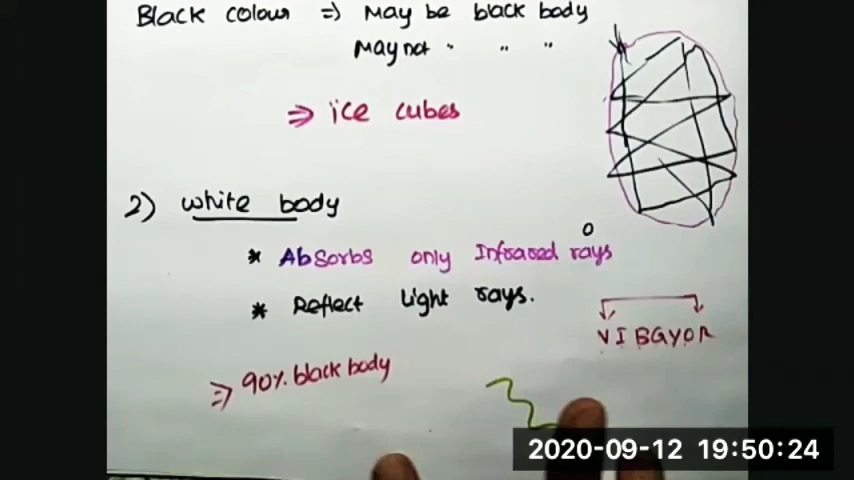 Black colour ⇒ May be black body
May not " " "
⇒ ice cubes
2) white body
* Absorbs only Infrared rays
* Reflect light rays.
VIBGYOR
⇒ 90% black body
2020-09-12 19:50:24